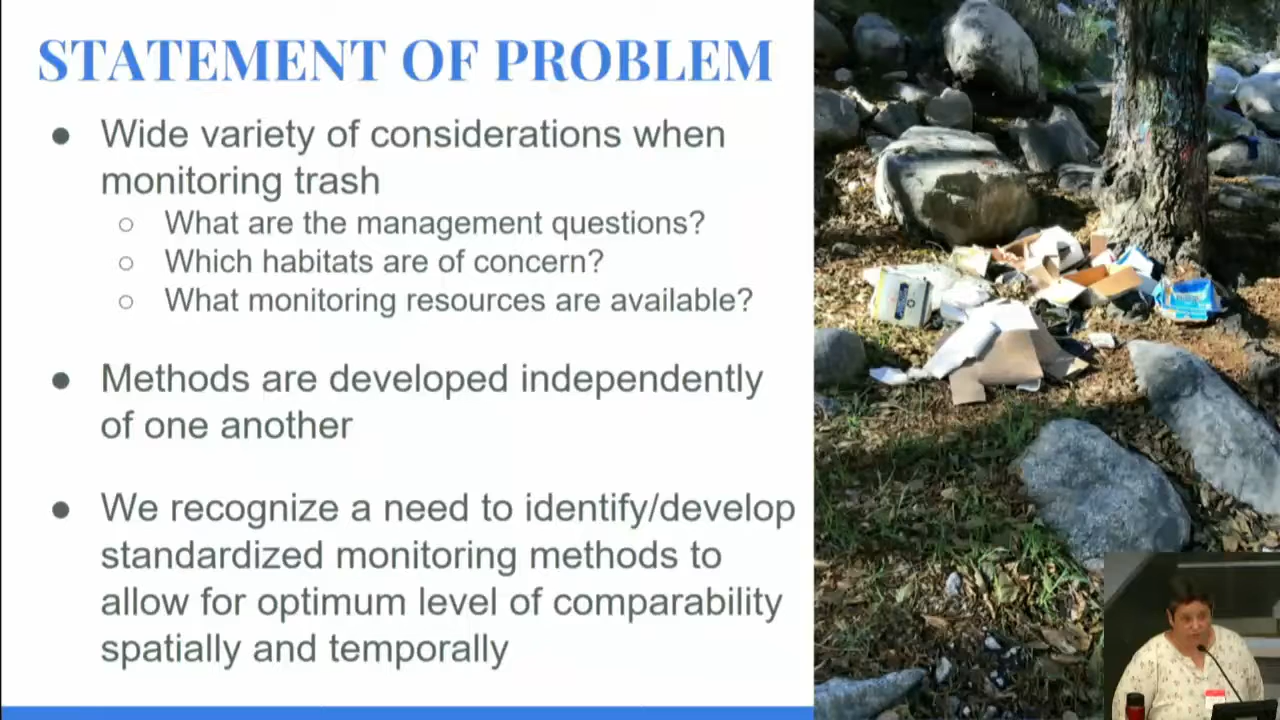 STATEMENT OF PROBLEM
● Wide variety of considerations when
monitoring trash
○ What are the management questions?
○ Which habitats are of concern?
○ What monitoring resources are available?
● Methods are developed independently
of one another
● We recognize a need to identify/develop
standardized monitoring methods to
allow for optimum level of comparability
spatially and temporally